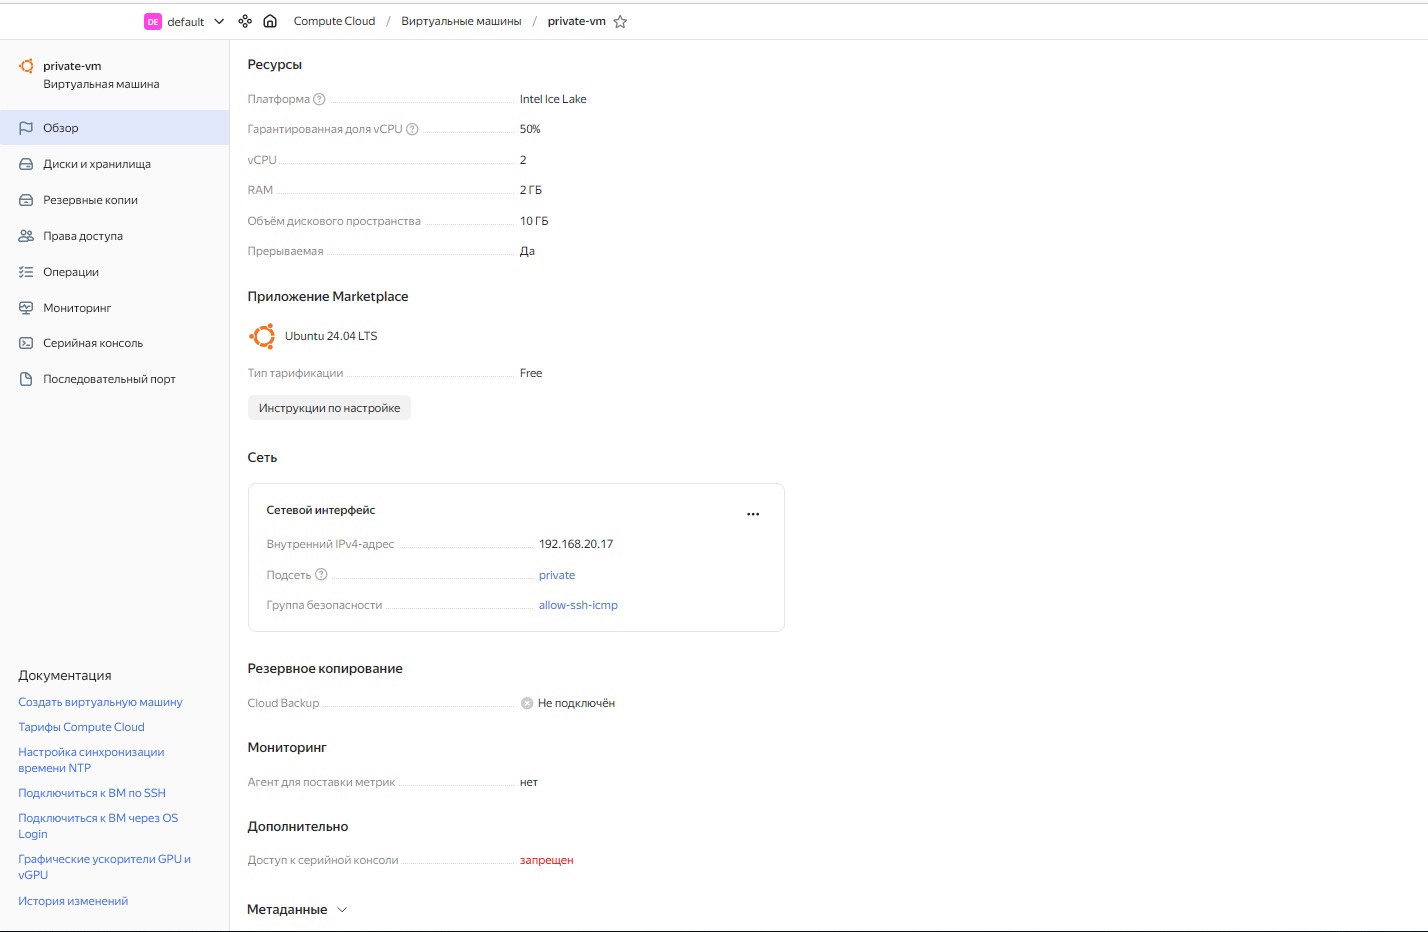 DE default Compute Cloud / Виртуальные машины / private-vm
private-vm
Виртуальная машина
Обзор
Диски и хранилища
Резервные копии
Права доступа
Операции
Мониторинг
Серийная консоль
Последовательный порт
Документация
Создать виртуальную машину
Тарифы Compute Cloud
Настройка синхронизации
времени NTP
Подключиться к ВМ по SSH
Подключиться к ВМ через OS
Login
Графические ускорители GPU и
vGPU
История изменений
Ресурсы
Платформа ? Intel Ice Lake
Гарантированная доля vCPU ? 50%
vCPU 2
RAM 2 ГБ
Объём дискового пространства 10 ГБ
Прерываемая Да
Приложение Marketplace
Ubuntu 24.04 LTS
Тип тарификации Free
Инструкции по настройке
Сеть
Сетевой интерфейс
Внутренний IPv4-адрес 192.168.20.17
Подсеть ? private
Группа безопасности allow-ssh-icmp
Резервное копирование
Cloud Backup Не подключён
Мониторинг
Агент для поставки метрик нет
Дополнительно
Доступ к серийной консоли запрещен
Метаданные